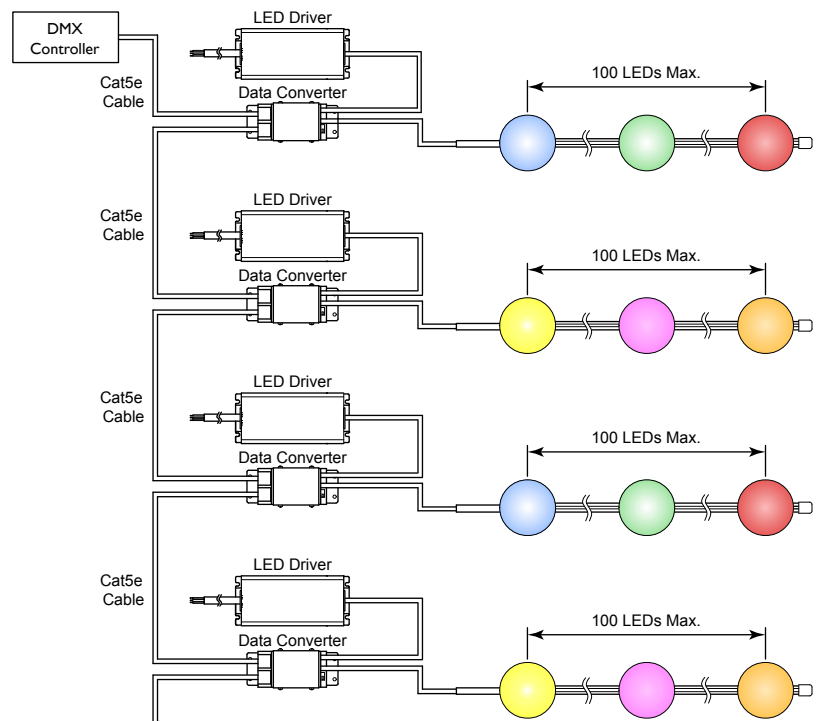 DMX
Controller
LED Driver
Cat5e
Cable
Data Converter
100 LEDs Max.
Cat5e
Cable
LED Driver
Data Converter
100 LEDs Max.
Cat5e
Cable
LED Driver
Data Converter
100 LEDs Max.
Cat5e
Cable
LED Driver
Data Converter
100 LEDs Max.